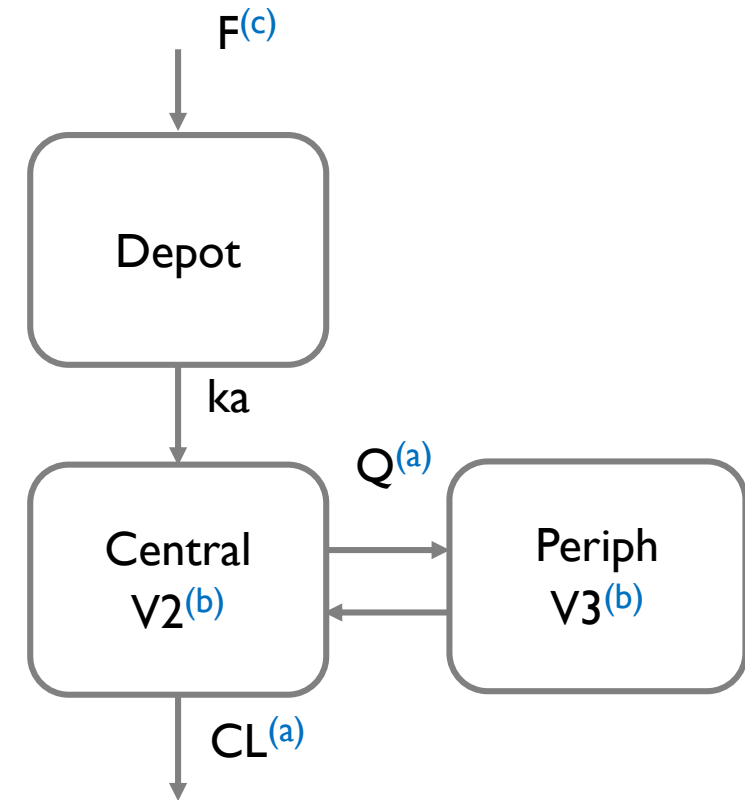 F(c)
Depot
ka
Q(a)
Central
V2(b)
Periph
V3(b)
CL(a)